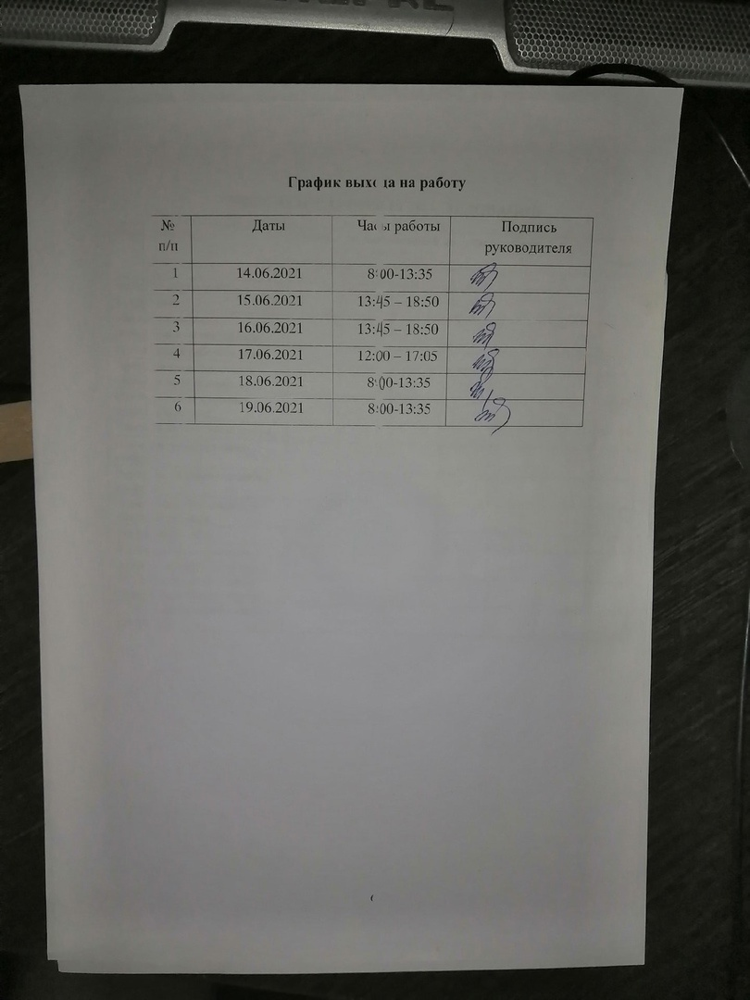 График выхода на работу
№ п/п Даты Часы работы Подпись руководителя
1 14.06.2021 8:00-13:35
2 15.06.2021 13:45 – 18:50
3 16.06.2021 13:45 – 18:50
4 17.06.2021 12:00 – 17:05
5 18.06.2021 8:00-13:35
6 19.06.2021 8:00-13:35